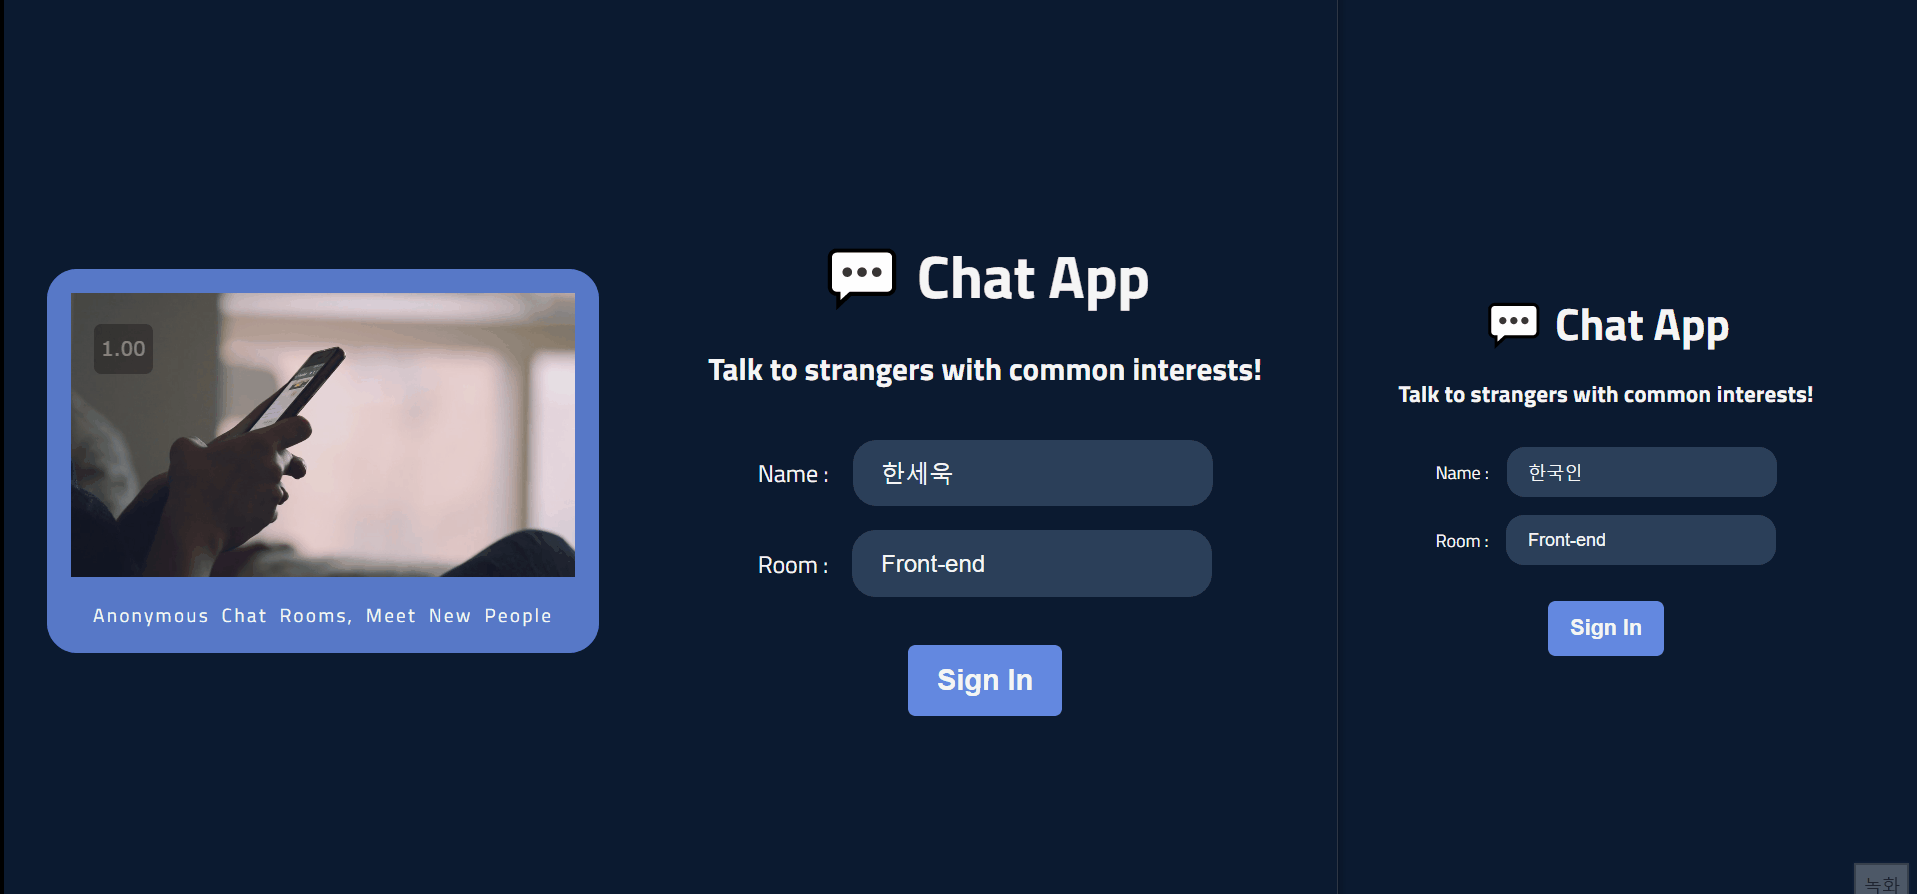 1.00
Anonymous Chat Rooms, Meet New People
Chat App
Talk to strangers with common interests!
Name : 한세욱
Room : Front-end
Sign In
Chat App
Talk to strangers with common interests!
Name : 한국인
Room : Front-end
Sign In
녹화